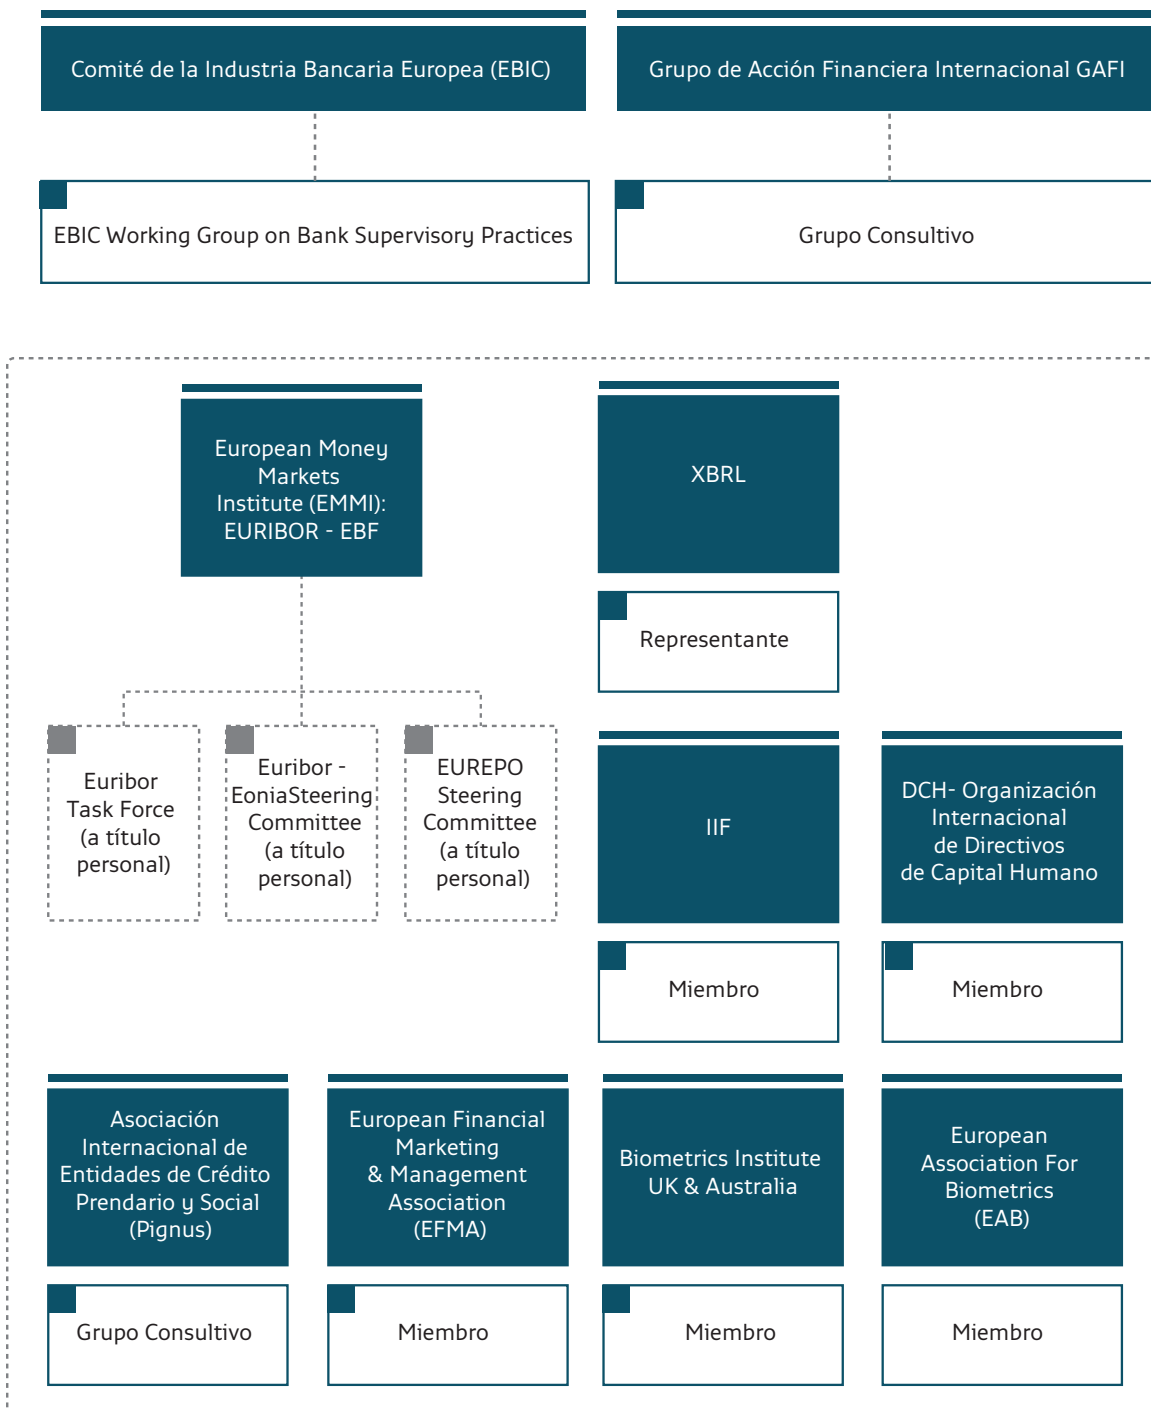 Comité de la Industria Bancaria Europea (EBIC)
Grupo de Acción Financiera Internacional GAFI
EBIC Working Group on Bank Supervisory Practices
Grupo Consultivo
European Money
Markets
Institute (EMMI):
EURIBOR - EBF
XBRL
Representante
Euribor
Task Force
(a título
personal)
Euribor -
EoniaSteering
Committee
(a título
personal)
EUREPO
Steering
Committee
(a título
personal)
IIF
DCH- Organización
Internacional
de Directivos
de Capital Humano
Miembro
Miembro
Asociación
Internacional de
Entidades de Crédito
Prendario y Social
(Pignus)
European Financial
Marketing
& Management
Association
(EFMA)
Biometrics Institute
UK & Australia
European
Association For
Biometrics
(EAB)
Grupo Consultivo
Miembro
Miembro
Miembro